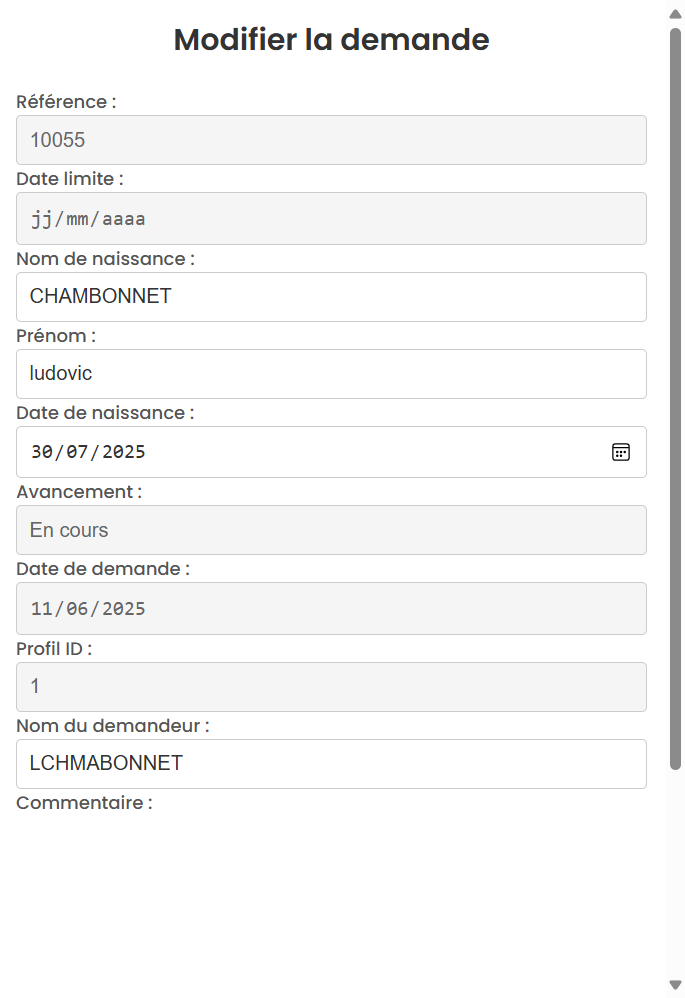 Modifier la demande
Référence :
10055
Date limite :
jj/mm/aaaa
Nom de naissance :
CHAMBONNET
Prénom :
ludovic
Date de naissance :
30/07/2025
Avancement :
En cours
Date de demande :
11/06/2025
Profil ID :
1
Nom du demandeur :
LCHMABONNET
Commentaire :